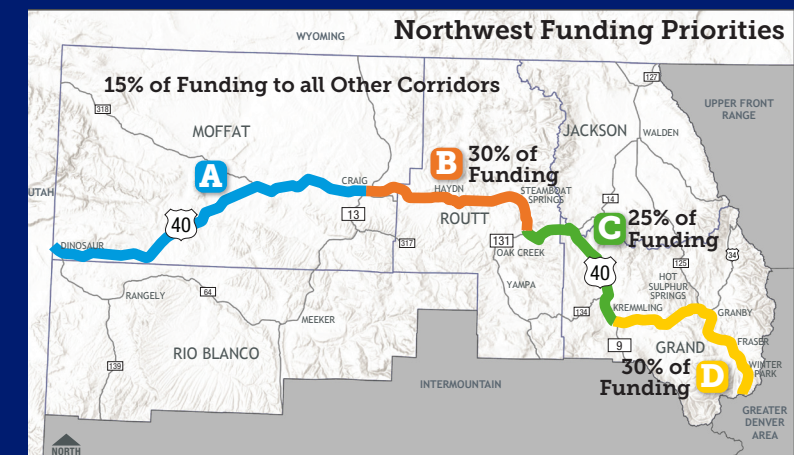 Northwest Funding Priorities
WYOMING
15% of Funding to all Other Corridors
127
318
UPPER FRONT
RANGE
MOFFAT
JACKSON
WALDEN
B
30% of
Funding
A
CRAIG
HAYDN
STEAMBOAT
SPRINGS
UTAH
14
13
ROUTT
C
25% of
Funding
40
131
317
OAK CREEK
DINOSAUR
34
125
40
HOT
SULPHUR
SPRINGS
YAMPA
RANGELY
64
MEEKER
134
KREMMLING
GRANBY
9
GRAND
FRASER
RIO BLANCO
139
30% of
Funding
D
WINTER
PARK
INTERMOUNTAIN
GREATER
DENVER
AREA
NORTH